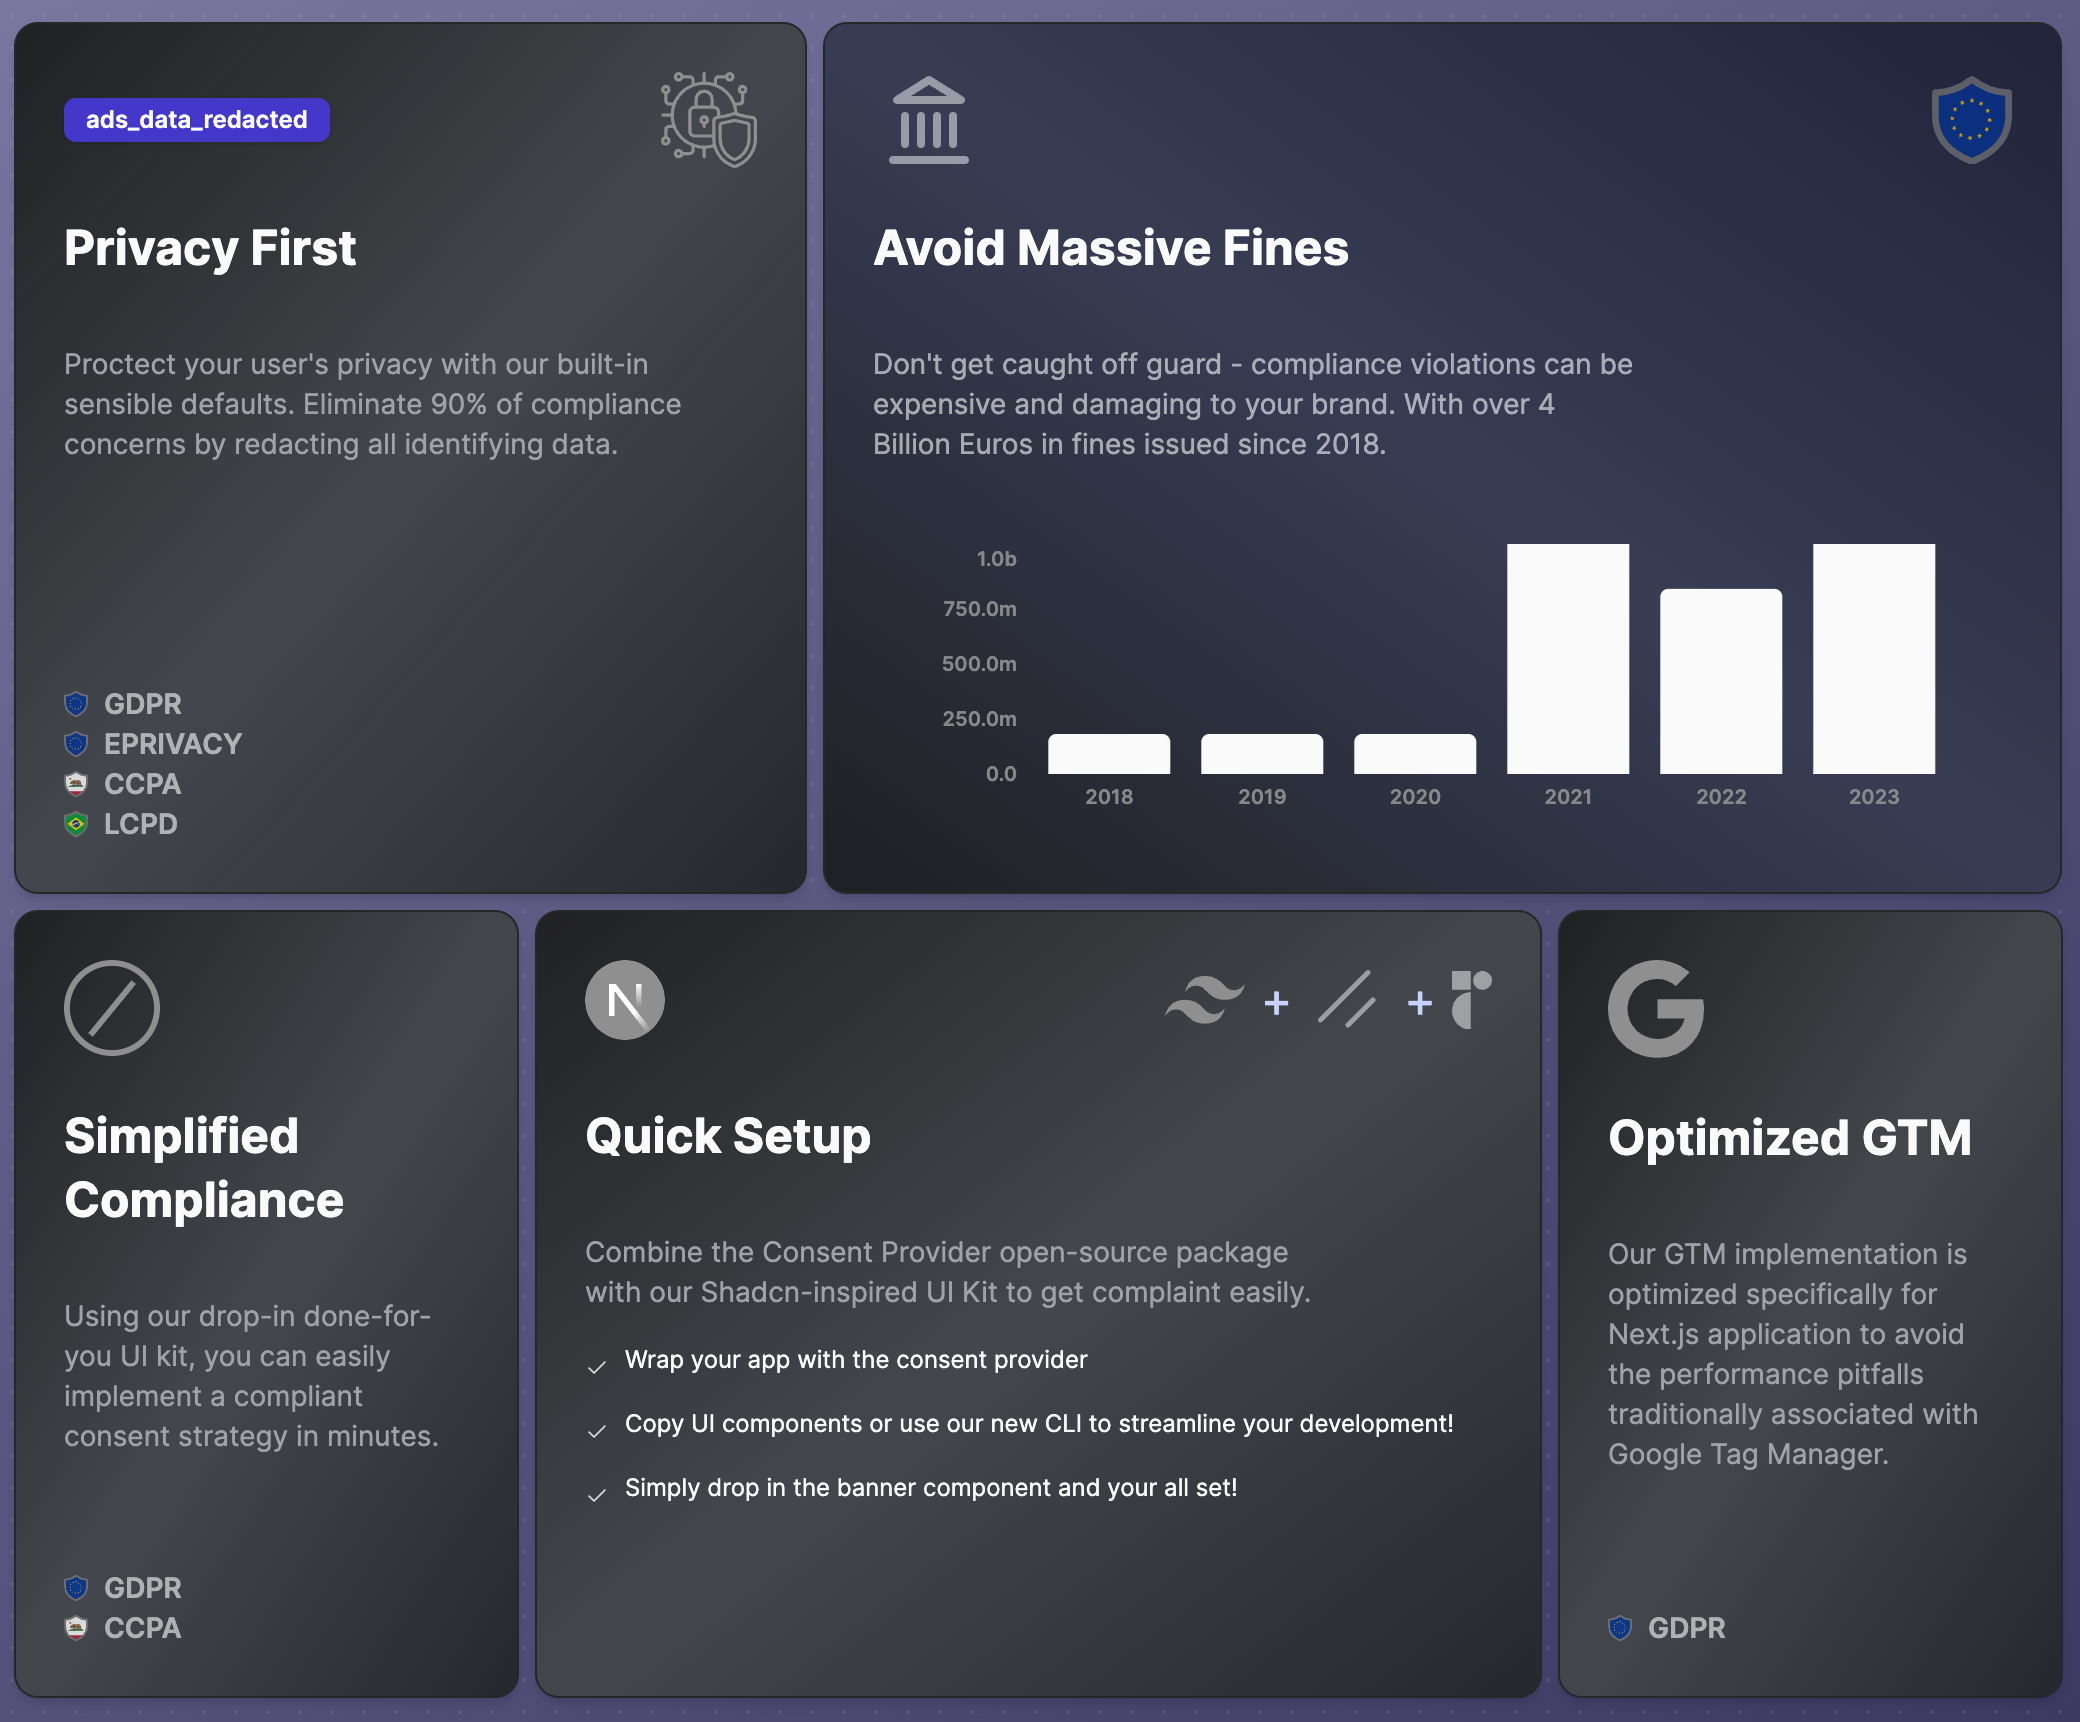 ads_data_redacted
Privacy First
Proctect your user's privacy with our built-in
sensible defaults. Eliminate 90% of compliance
concerns by redacting all identifying data.
GDPR
EPRIVACY
CCPA
LCPD
Avoid Massive Fines
Don't get caught off guard - compliance violations can be
expensive and damaging to your brand. With over 4
Billion Euros in fines issued since 2018.
1.0b
750.0m
500.0m
250.0m
0.0
2018 2019 2020 2021 2022 2023
Simplified
Compliance
Using our drop-in done-for-
you UI kit, you can easily
implement a compliant
consent strategy in minutes.
GDPR
CCPA
N
+ +
Quick Setup
Combine the Consent Provider open-source package
with our Shadcn-inspired UI Kit to get complaint easily.
Wrap your app with the consent provider
Copy UI components or use our new CLI to streamline your development!
Simply drop in the banner component and your all set!
G
Optimized GTM
Our GTM implementation is
optimized specifically for
Next.js application to avoid
the performance pitfalls
traditionally associated with
Google Tag Manager.
GDPR